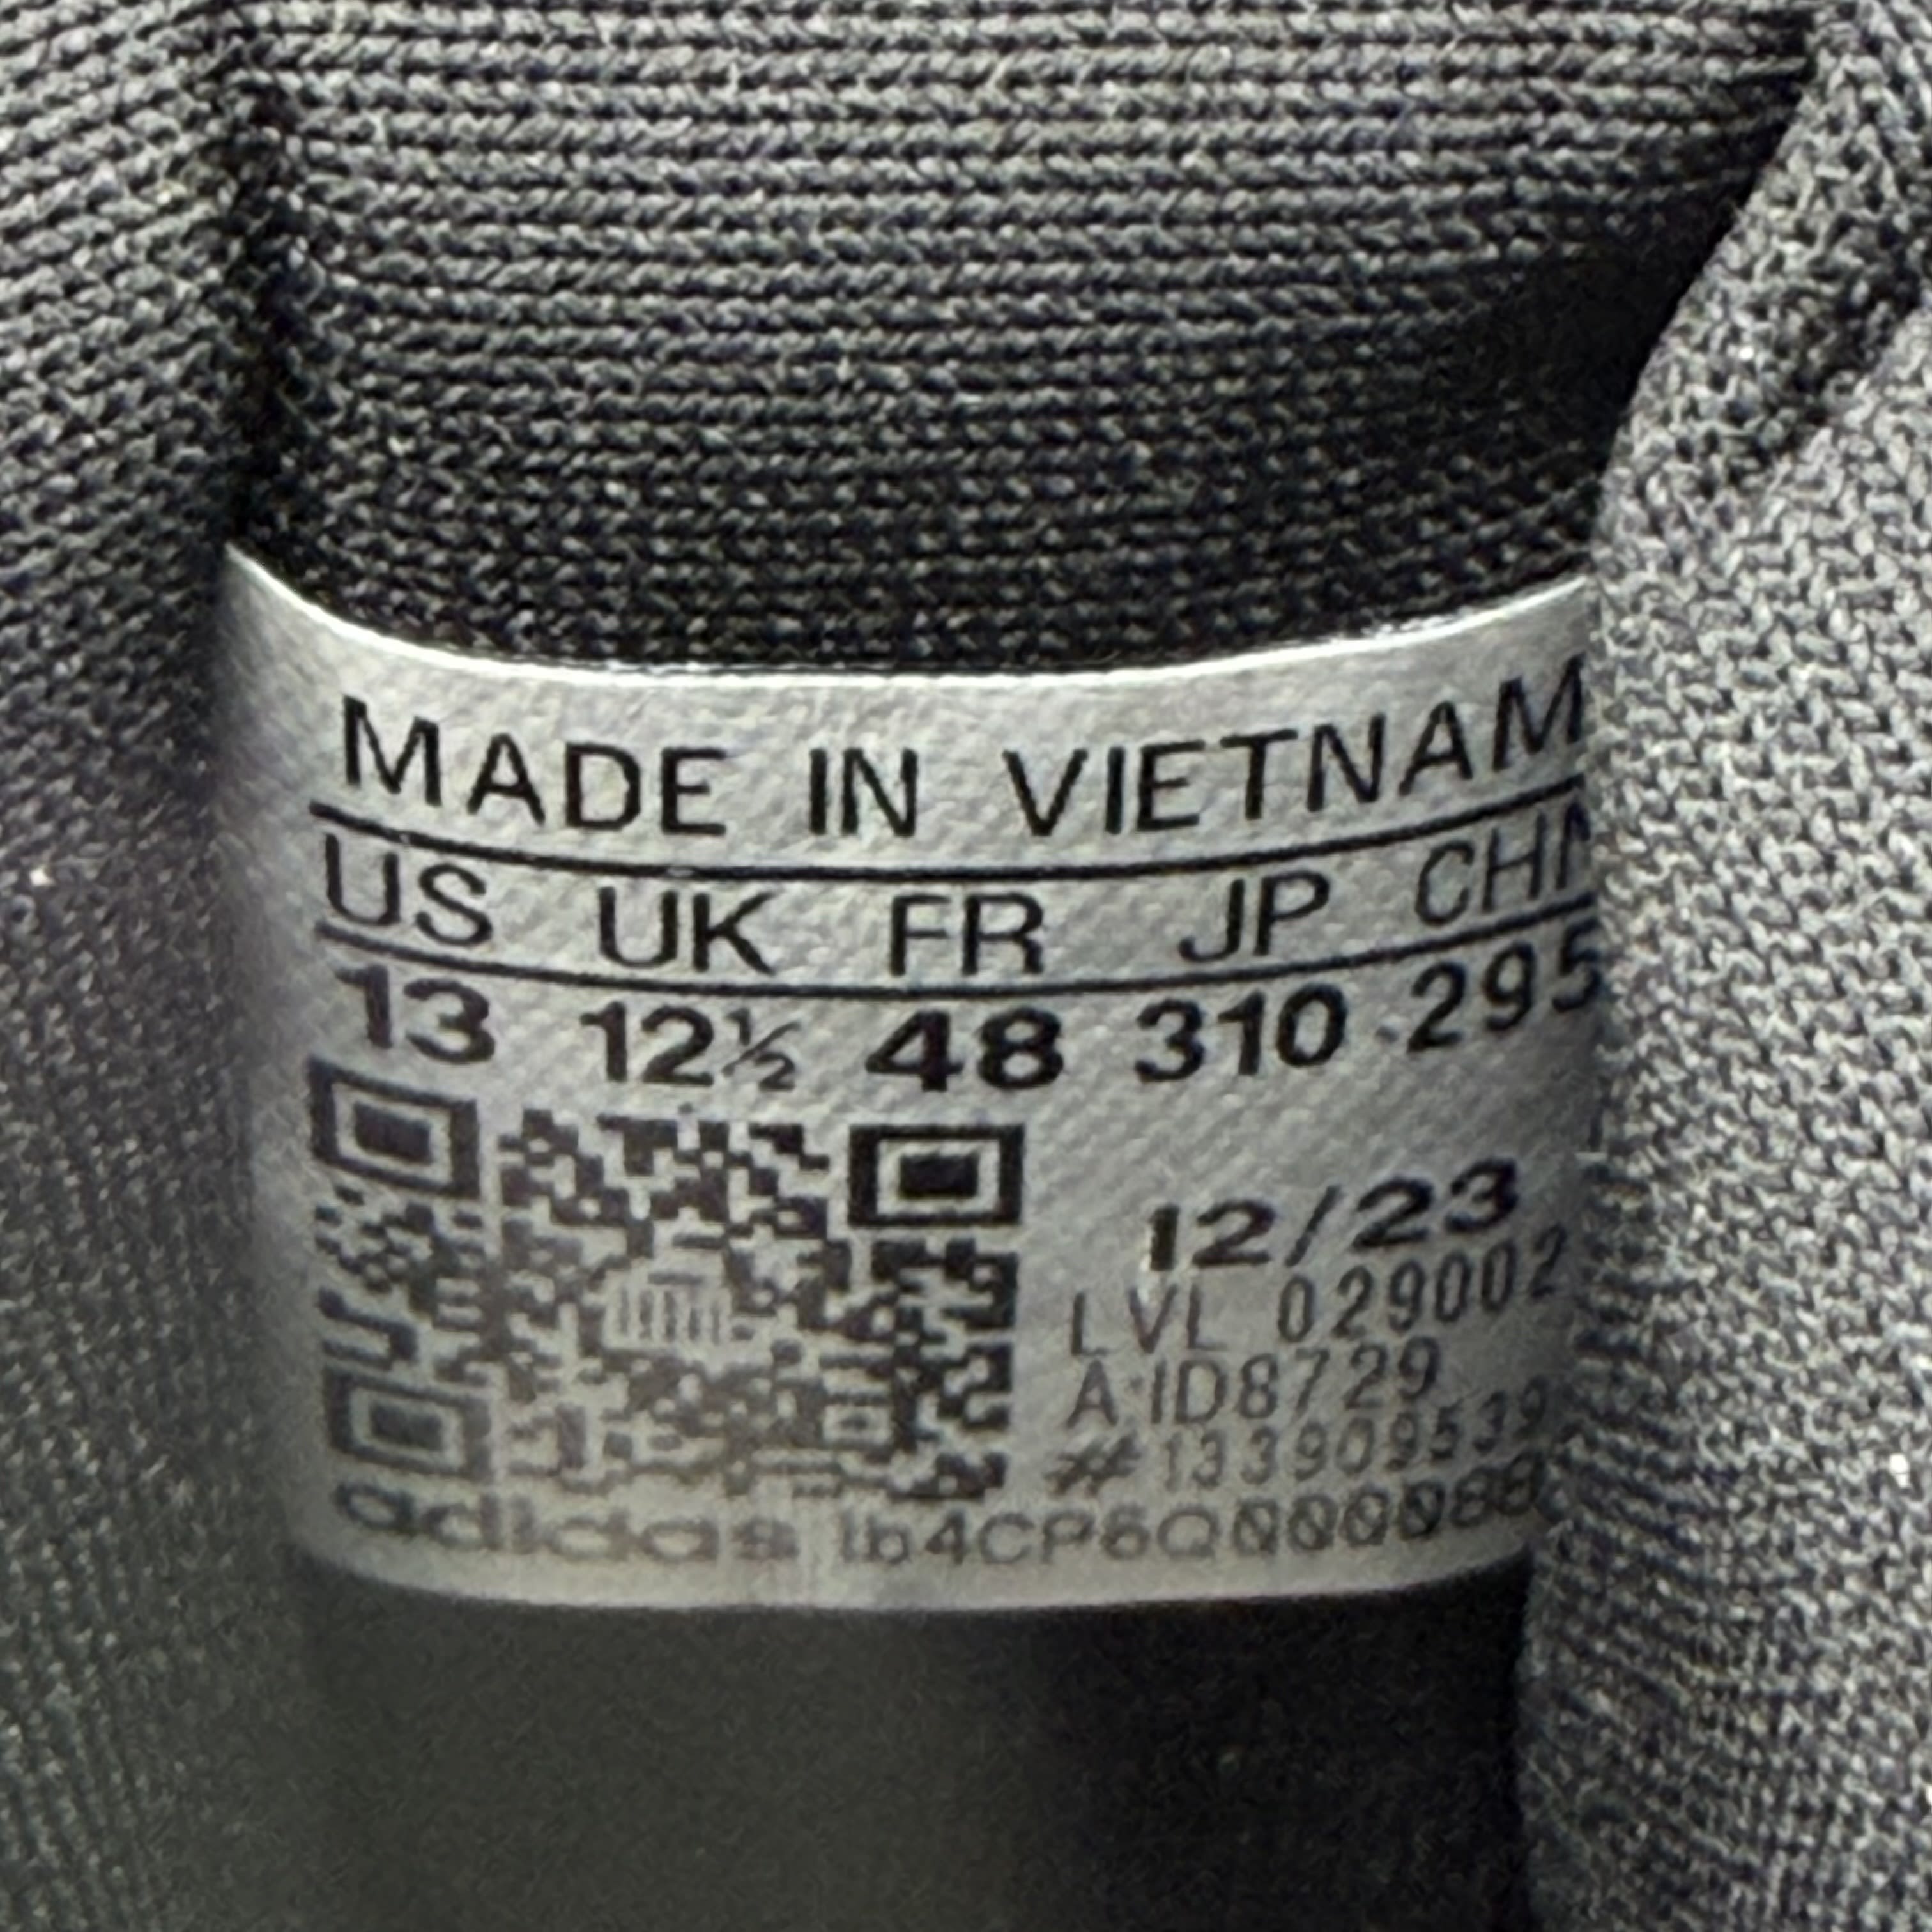 MADE IN VIETNAM
US UK FR JP CHN
13 12½ 48 310 295
12/23
LVL 029002
A:ID8729
#133909539
adidas